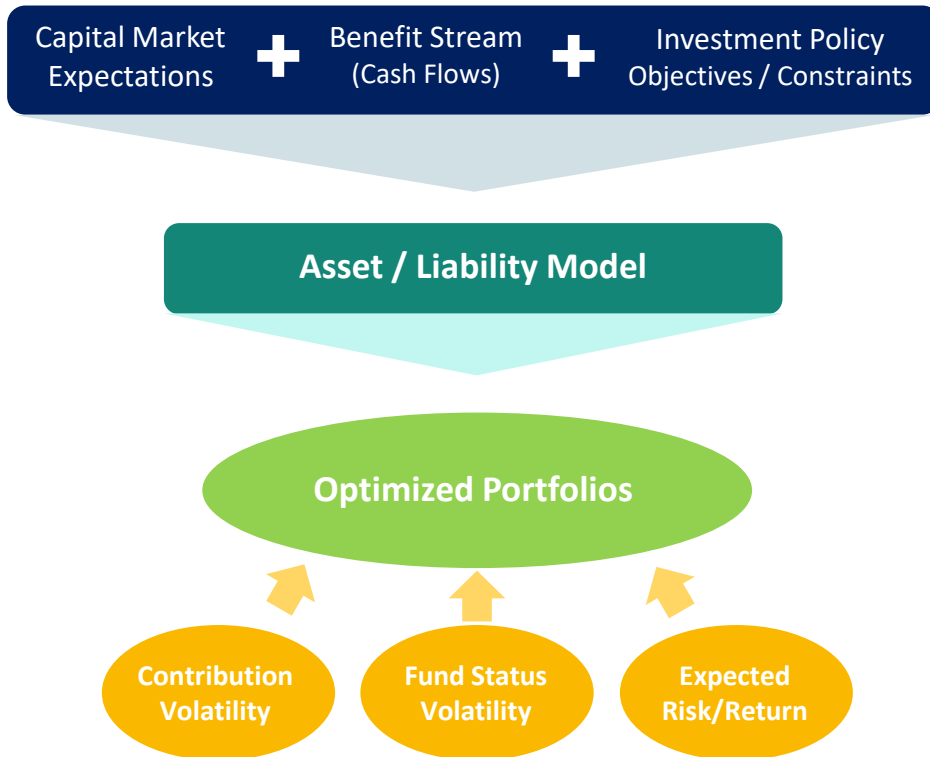 Capital Market
Expectations
Benefit Stream
(Cash Flows)
Investment Policy
Objectives / Constraints
Asset / Liability Model
Optimized Portfolios
Contribution
Volatility
Fund Status
Volatility
Expected
Risk/Return